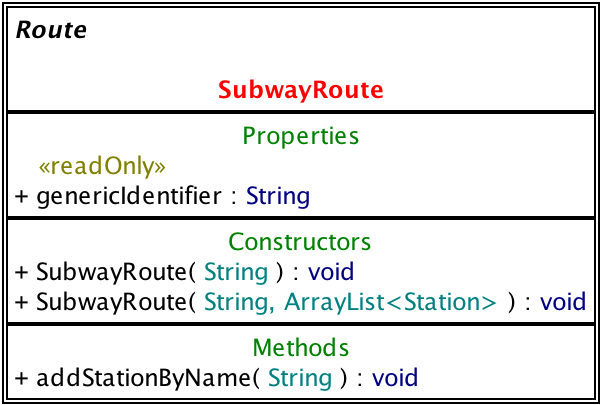 Route
SubwayRoute
Properties
«readOnly»
+ genericIdentifier : String
Constructors
+ SubwayRoute( String ) : void
+ SubwayRoute( String, ArrayList<Station> ) : void
Methods
+ addStationByName( String ) : void